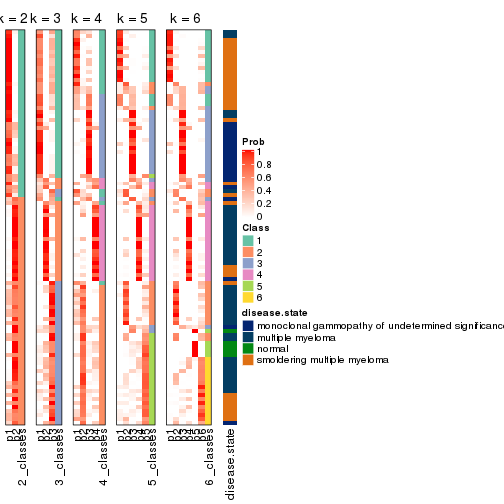 k = 2 k = 3 k = 4 k = 5 k = 6
Prob
1
0.8
0.6
0.4
0.2
0
Class
1
2
3
4
5
6
disease.state
monoclonal gammopathy of undetermined significance
multiple myeloma
normal
smoldering multiple myeloma
p1
p2
2_classes
p1
p2
p3
3_classes
p1
p2
p3
p4
4_classes
p1
p2
p3
p4
p5
5_classes
p1
p2
p3
p4
p5
p6
6_classes
disease.state